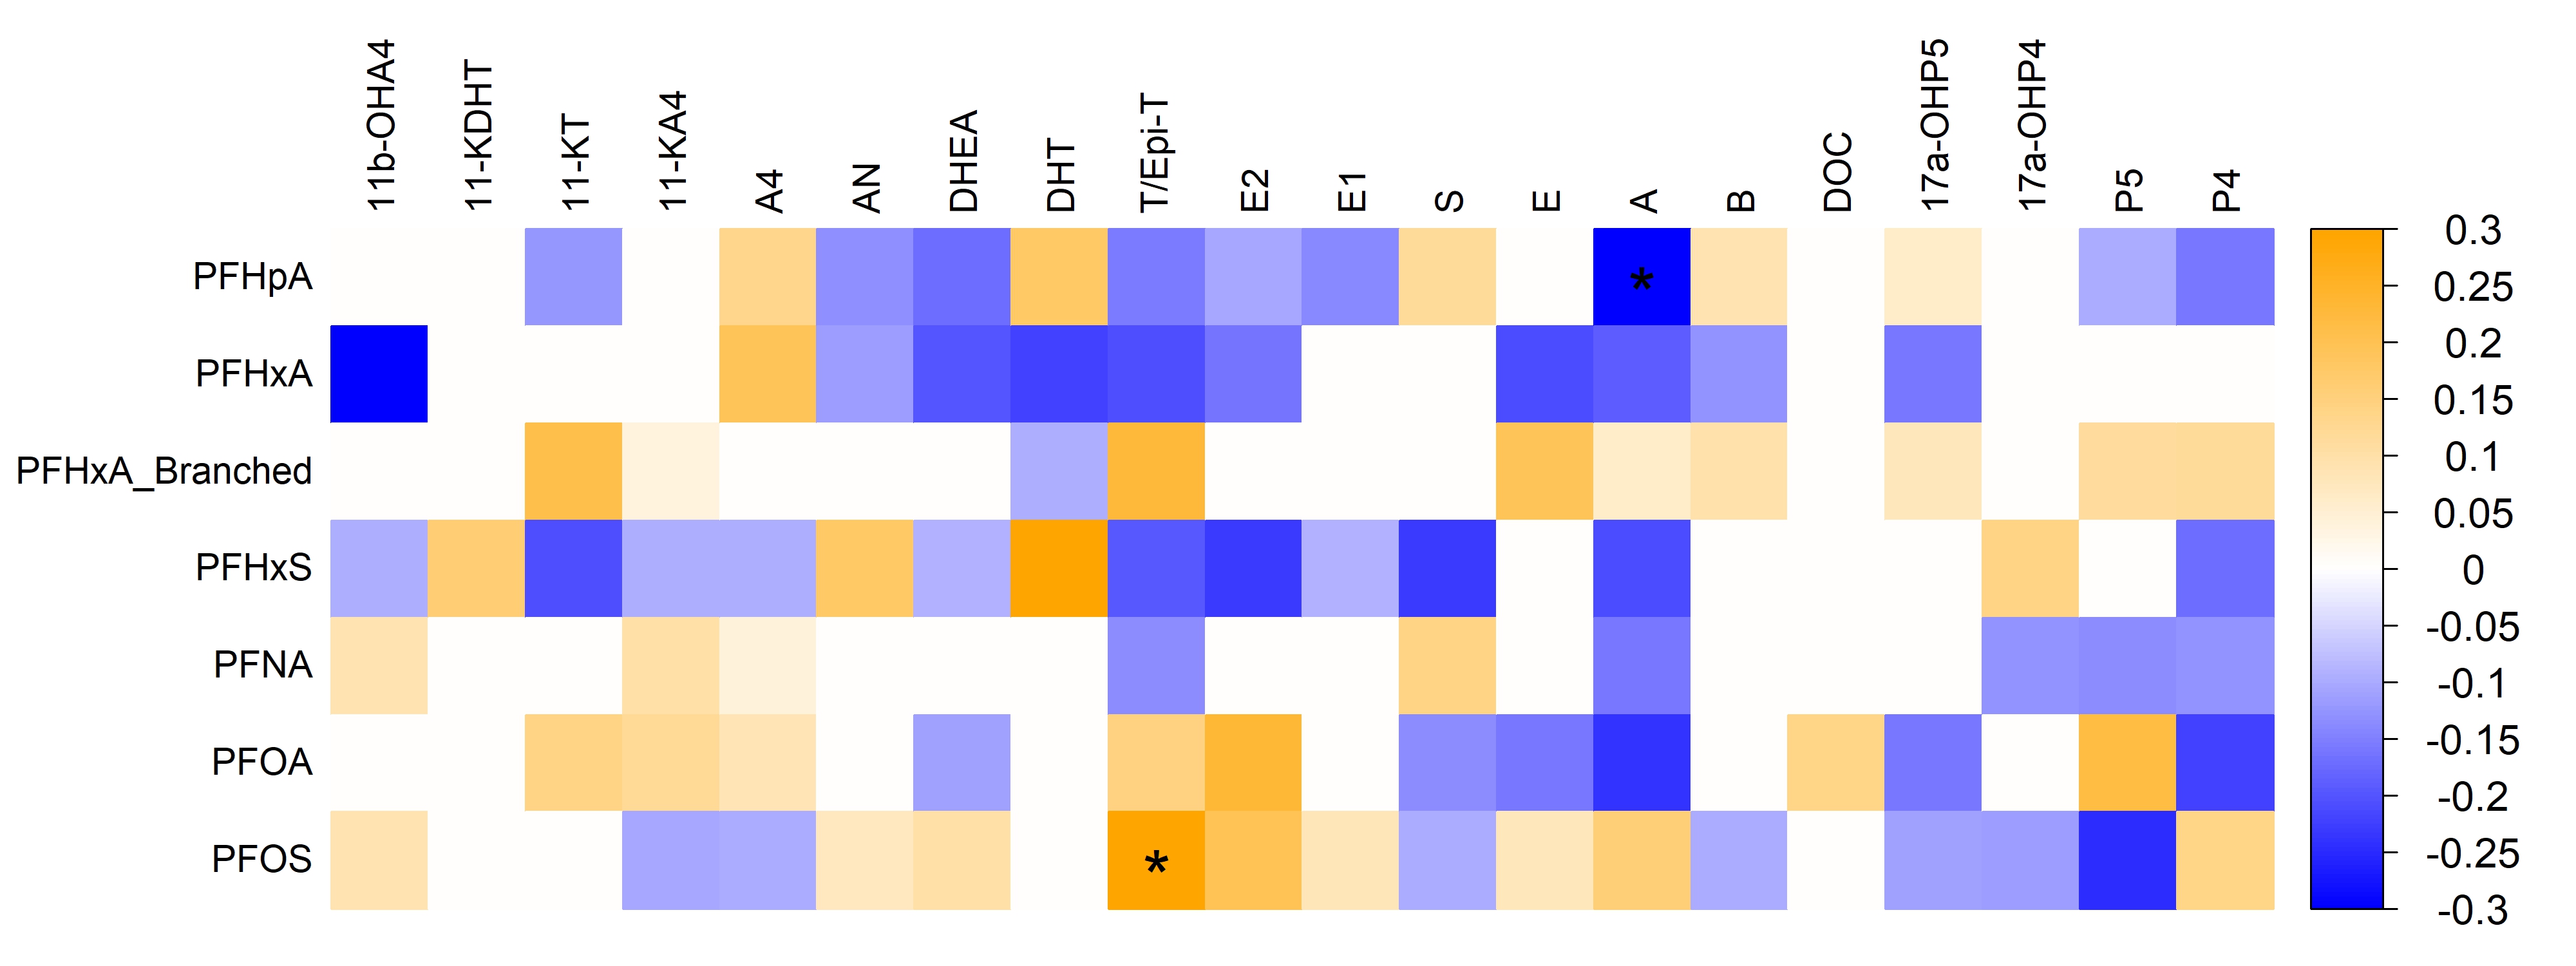 11b-OHA4
11-KDHT
11-KT
11-KA4
A4
AN
DHEA
DHT
T/Epi-T
E2
E1
S
E
A
B
DOC
17a-OHP5
17a-OHP4
P5
P4
PFHpA
*
PFHxA
PFHxA_Branched
PFHxS
PFNA
PFOA
PFOS
*
0.3
0.25
0.2
0.15
0.1
0.05
0
-0.05
-0.1
-0.15
-0.2
-0.25
-0.3